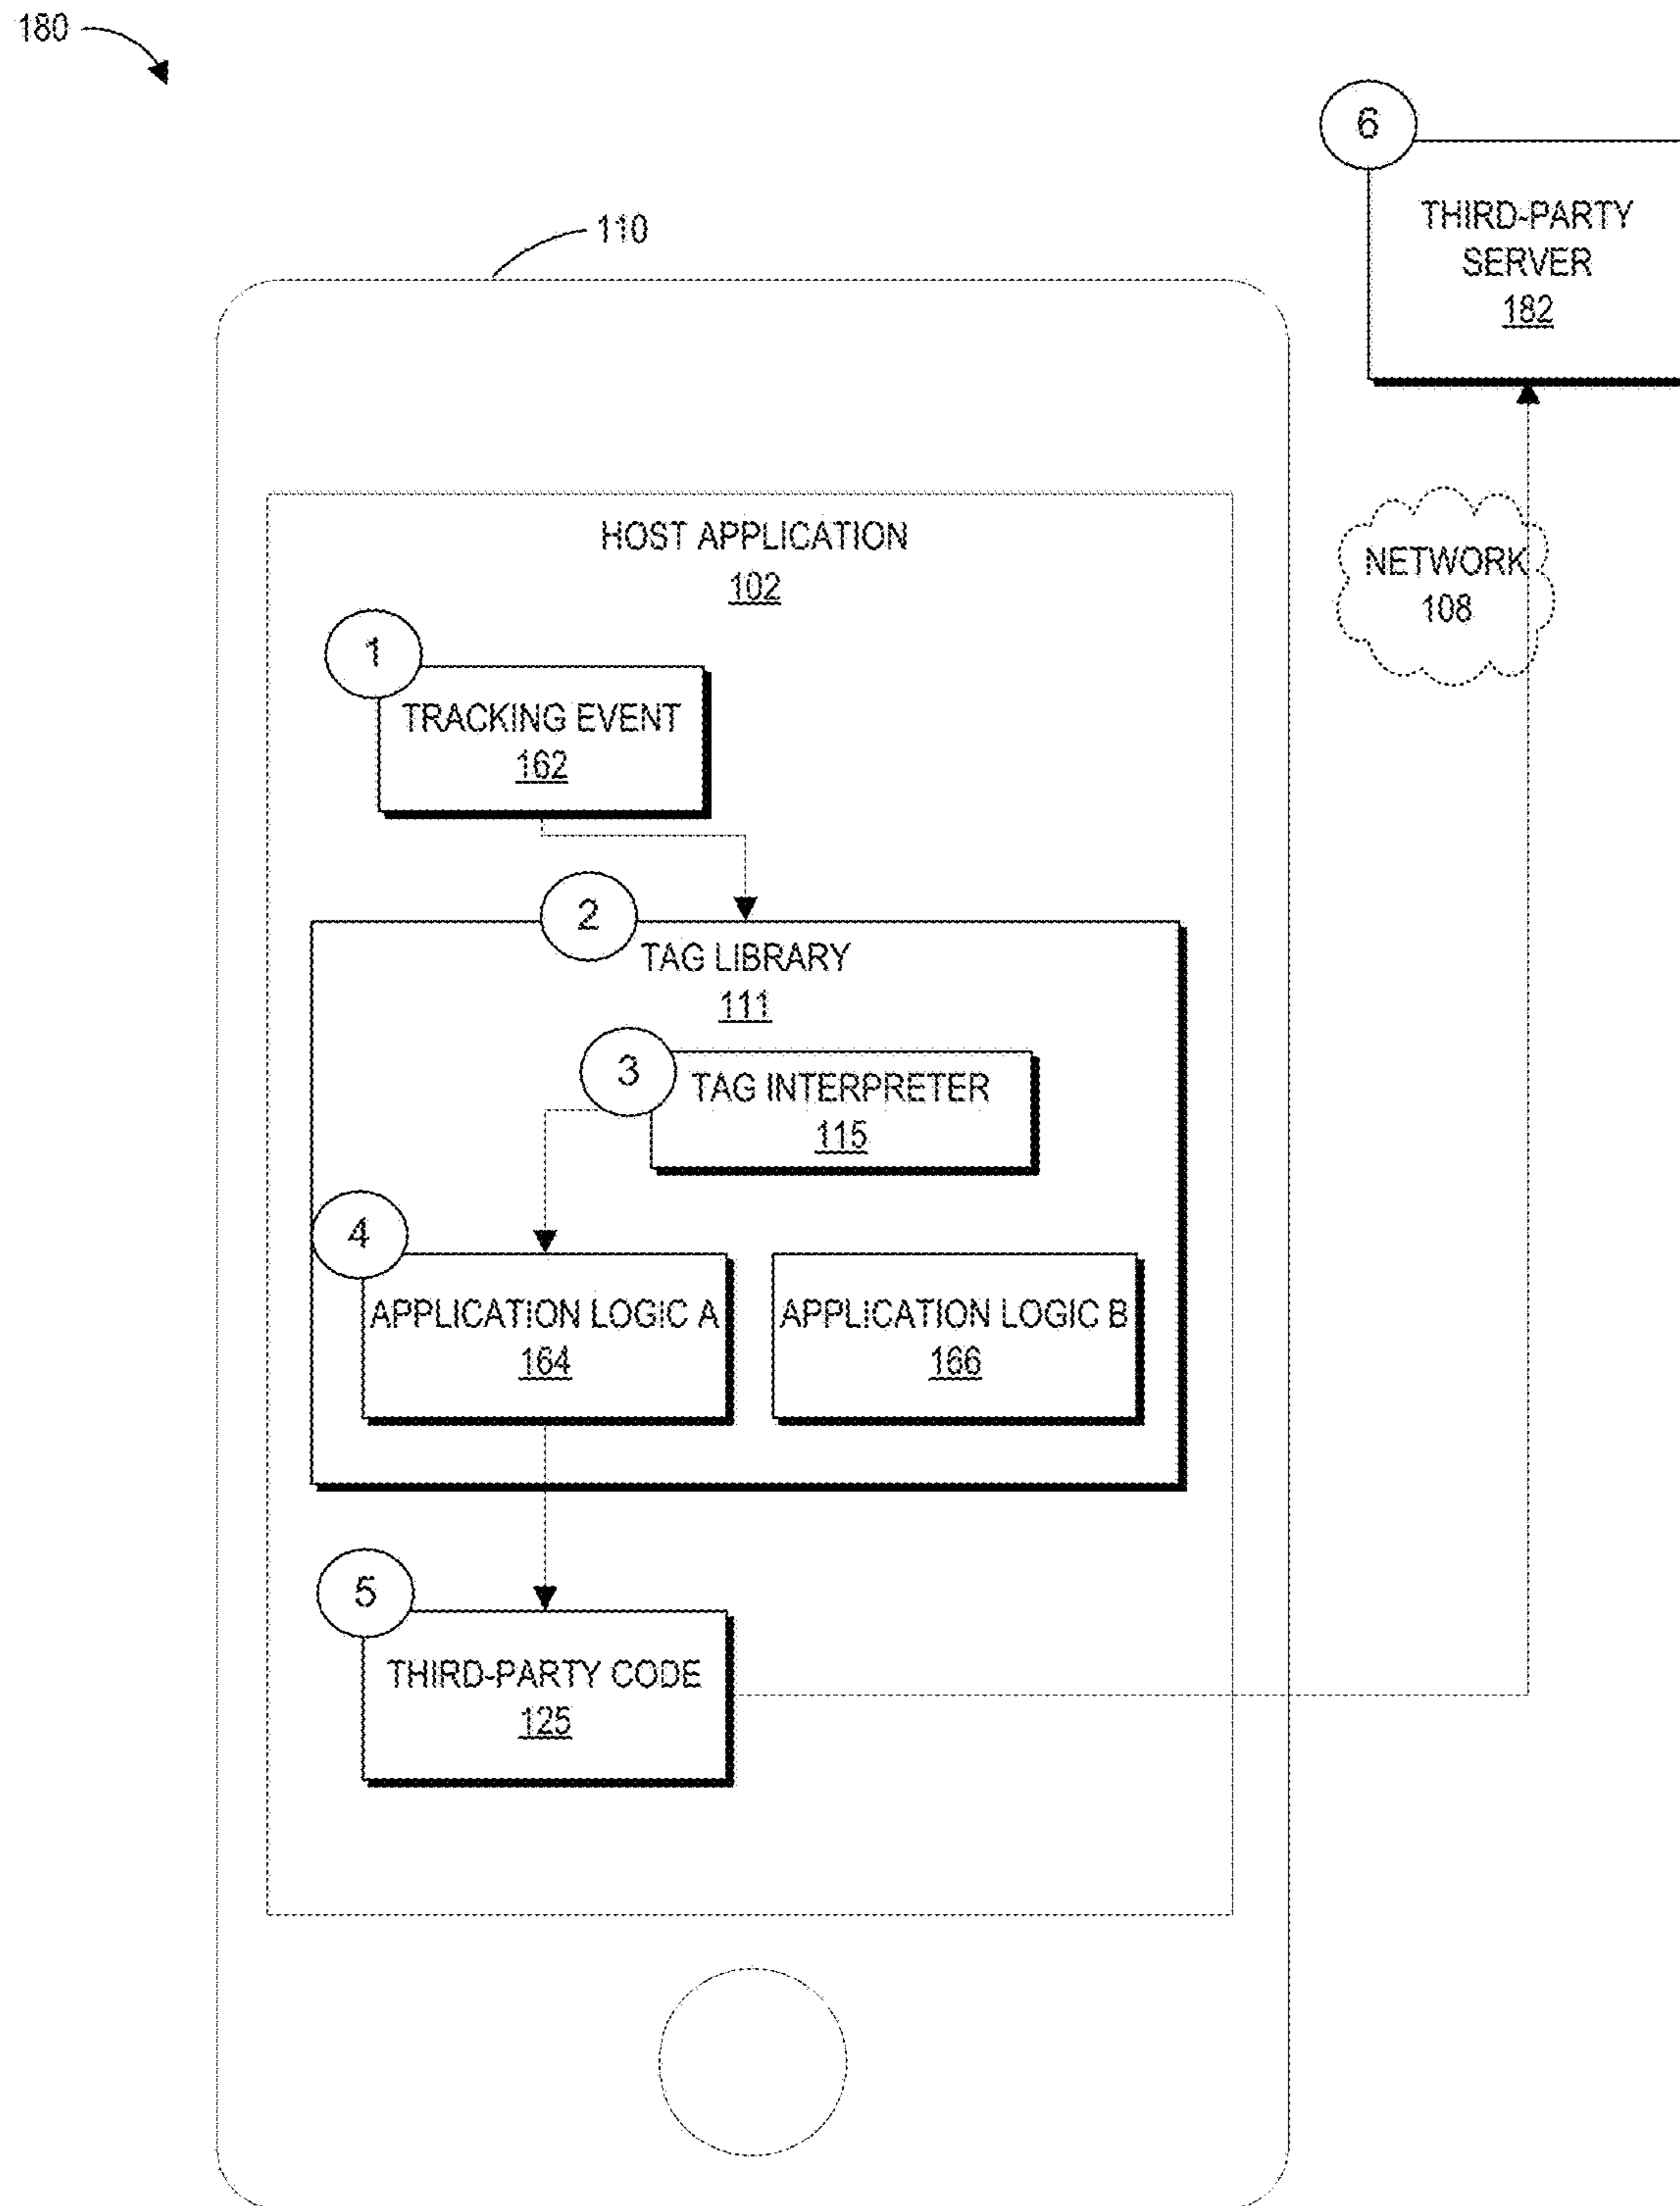 180
6
THIRD-PARTY
SERVER
182
110
HOST APPLICATION
102
NETWORK
108
1
TRACKING EVENT
162
2
TAG LIBRARY
111
3
TAG INTERPRETER
115
4
APPLICATION LOGIC A
164
APPLICATION LOGIC B
166
5
THIRD-PARTY CODE
125